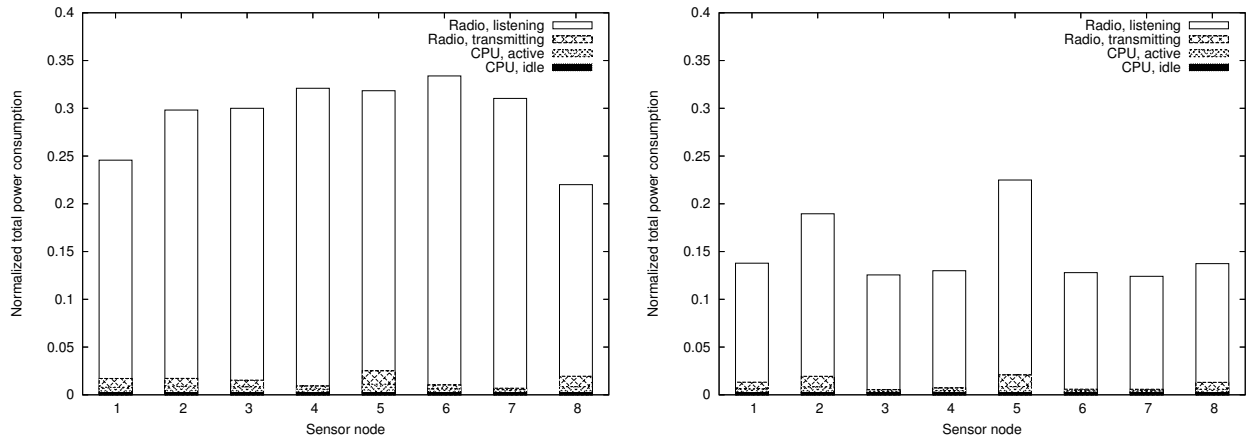 0.4
0.35
0.3
0.25
0.2
0.15
0.1
0.05
0
Normalized total power consumption
Radio, listening
Radio, transmitting
CPU, active
CPU, idle
1 2 3 4 5 6 7 8
Sensor node
0.4
0.35
0.3
0.25
0.2
0.15
0.1
0.05
0
Normalized total power consumption
Radio, listening
Radio, transmitting
CPU, active
CPU, idle
1 2 3 4 5 6 7 8
Sensor node